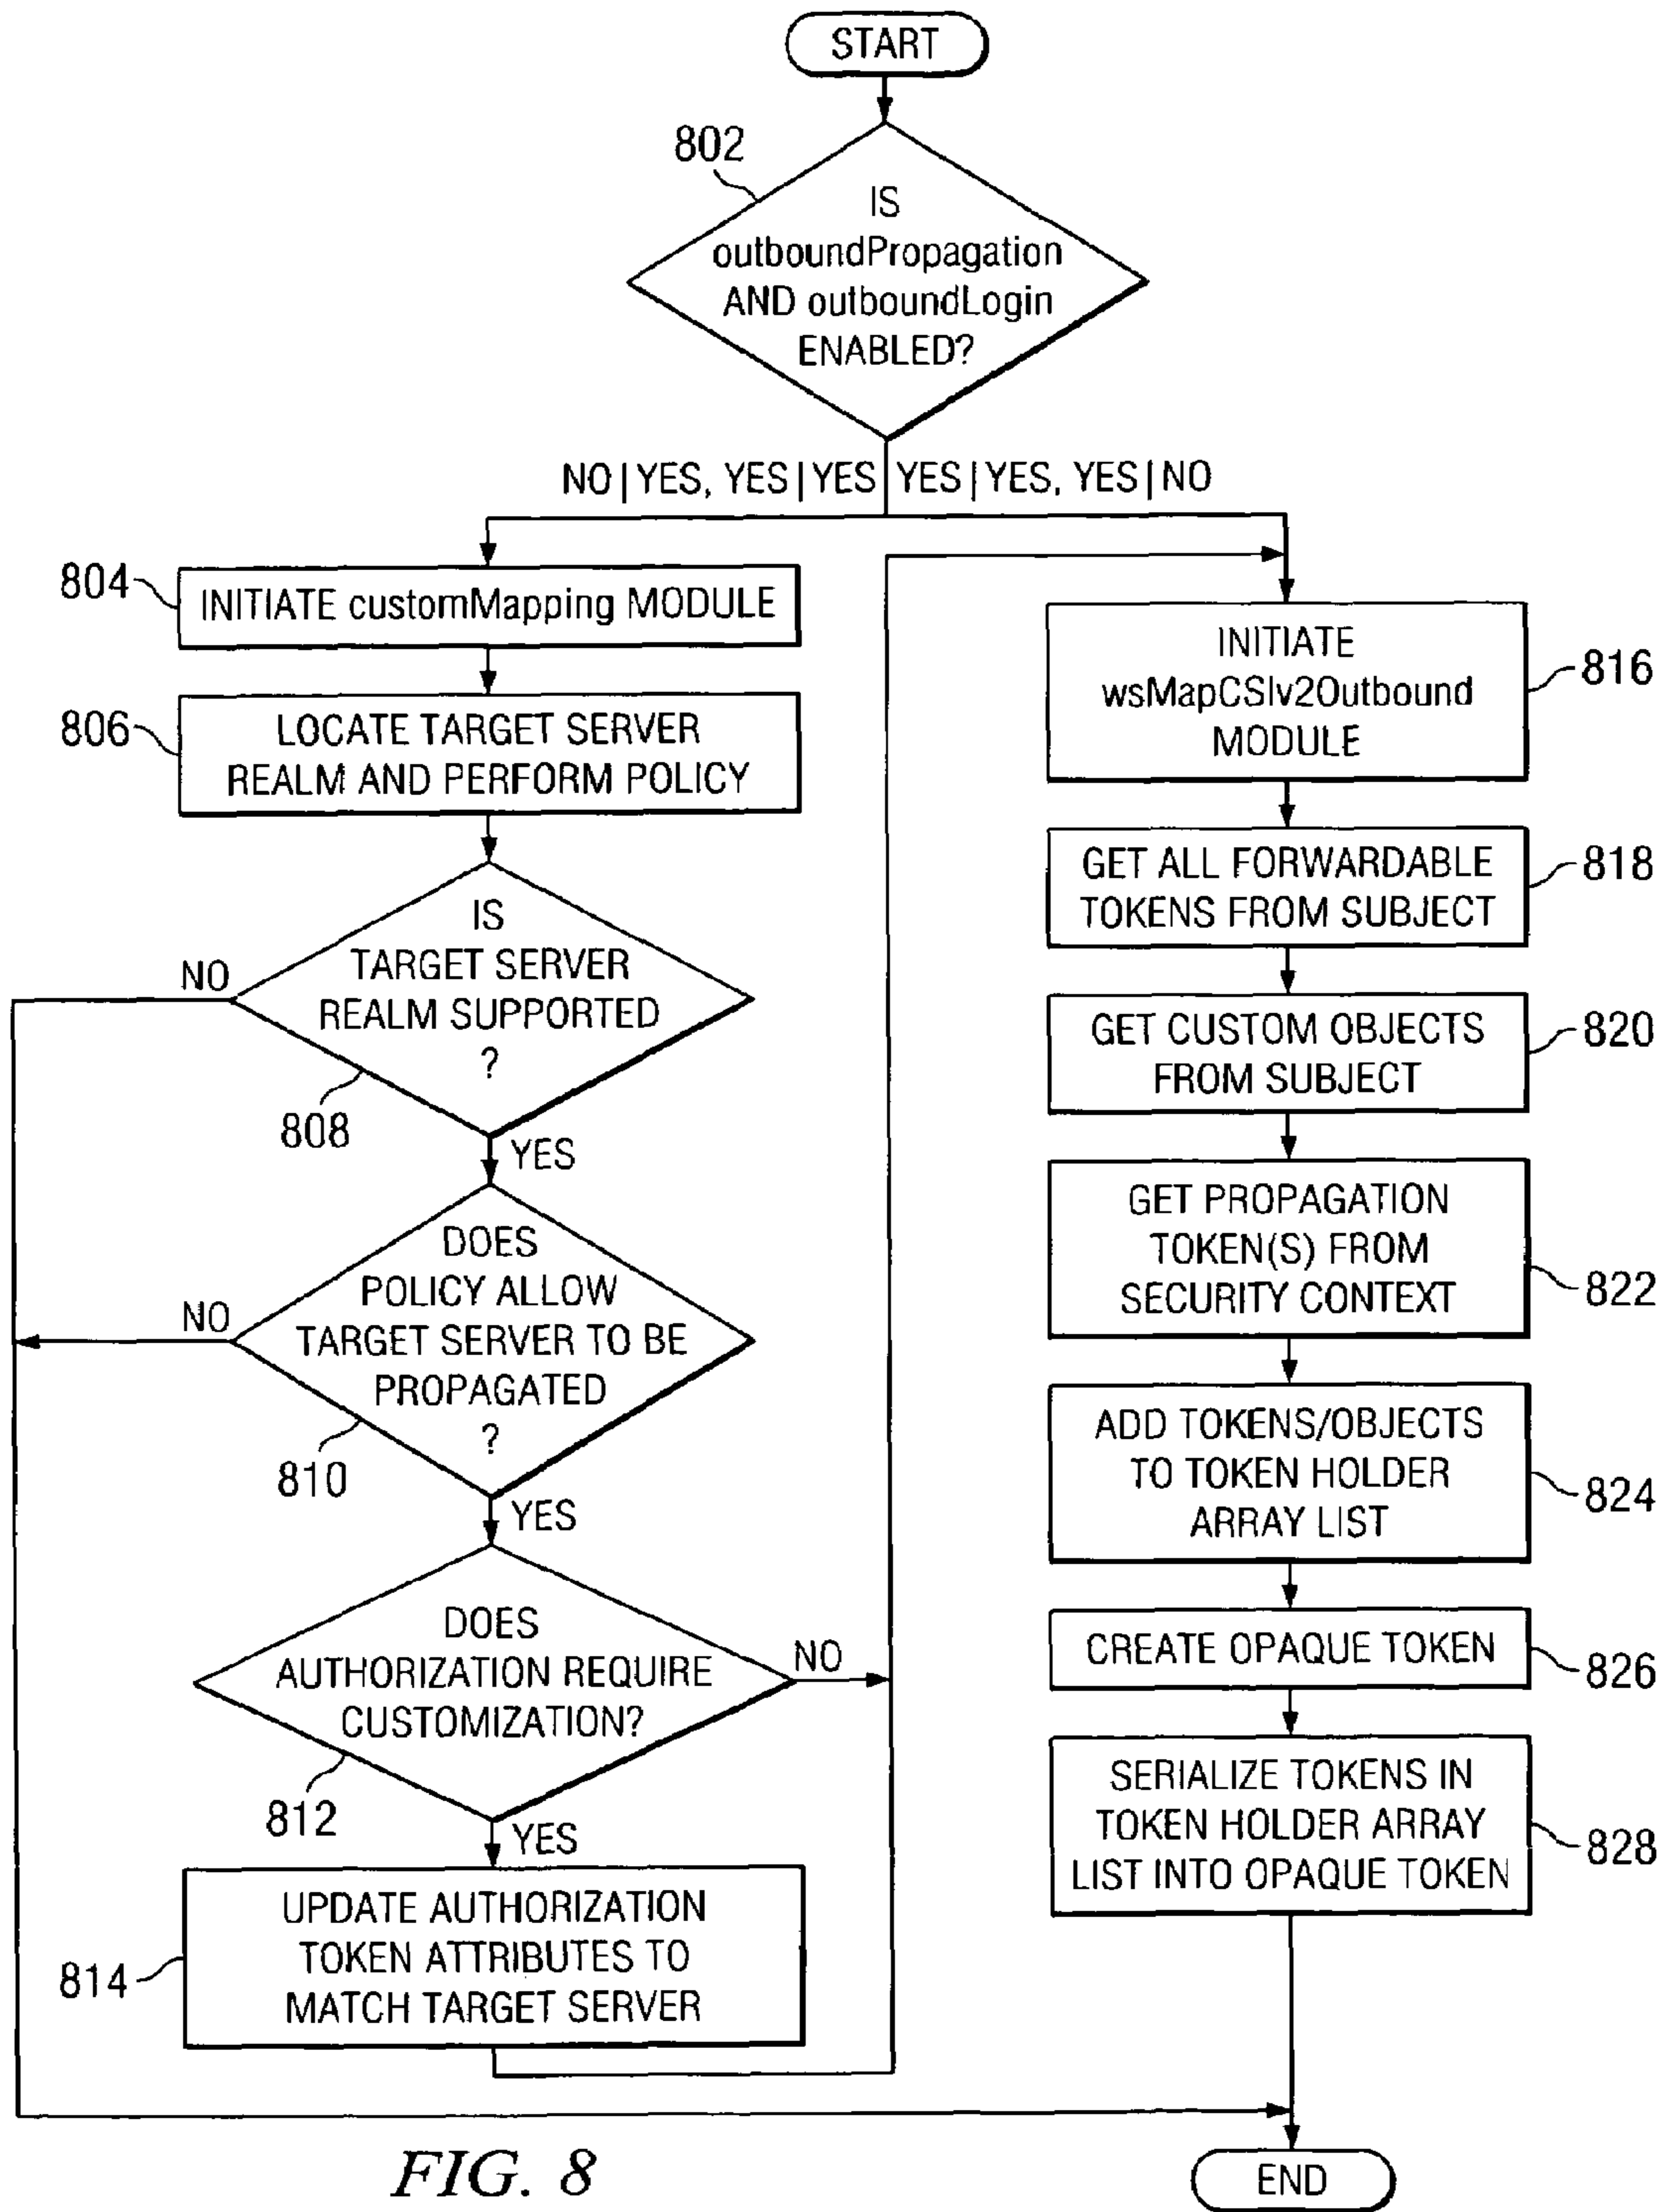 START
802
IS
outboundPropagation
AND outboundLogin
ENABLED?
NO | YES, YES | YES
YES | YES, YES | NO
804
INITIATE customMapping MODULE
806
LOCATE TARGET SERVER
REALM AND PERFORM POLICY
IS
TARGET SERVER
REALM SUPPORTED
?
NO
808
YES
DOES
POLICY ALLOW
TARGET SERVER TO BE
PROPAGATED
?
NO
810
YES
DOES
AUTHORIZATION REQUIRE
CUSTOMIZATION?
NO
812
YES
UPDATE AUTHORIZATION
TOKEN ATTRIBUTES TO
MATCH TARGET SERVER
814
INITIATE
wsMapCSIv2Outbound
MODULE
816
GET ALL FORWARDABLE
TOKENS FROM SUBJECT
818
GET CUSTOM OBJECTS
FROM SUBJECT
820
GET PROPAGATION
TOKEN(S) FROM
SECURITY CONTEXT
822
ADD TOKENS/OBJECTS
TO TOKEN HOLDER
ARRAY LIST
824
CREATE OPAQUE TOKEN
826
SERIALIZE TOKENS IN
TOKEN HOLDER ARRAY
LIST INTO OPAQUE TOKEN
828
END
FIG. 8